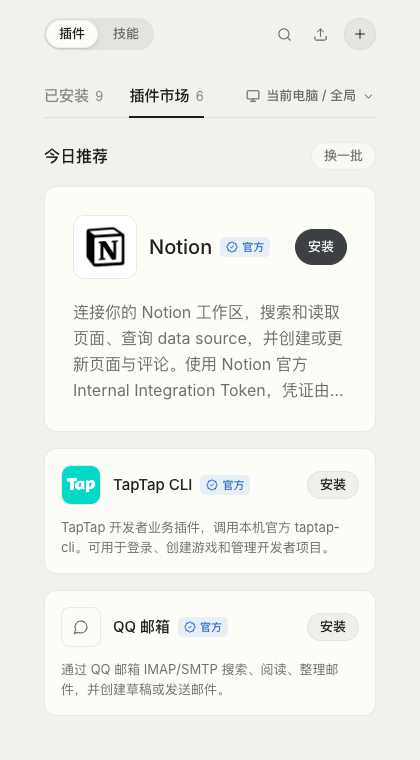 插件 技能
已安装 9 插件市场 6 当前电脑 / 全局
今日推荐 换一批
N
Notion 官方 安装
连接你的 Notion 工作区，搜索和读取
页面、查询 data source，并创建或更
新页面与评论。使用 Notion 官方
Internal Integration Token，凭证由...
Tap
TapTap CLI 官方 安装
TapTap 开发者业务插件，调用本机官方 taptap-
cli。可用于登录、创建游戏和管理开发者项目。
QQ 邮箱 官方 安装
通过 QQ 邮箱 IMAP/SMTP 搜索、阅读、整理邮
件，并创建草稿或发送邮件。